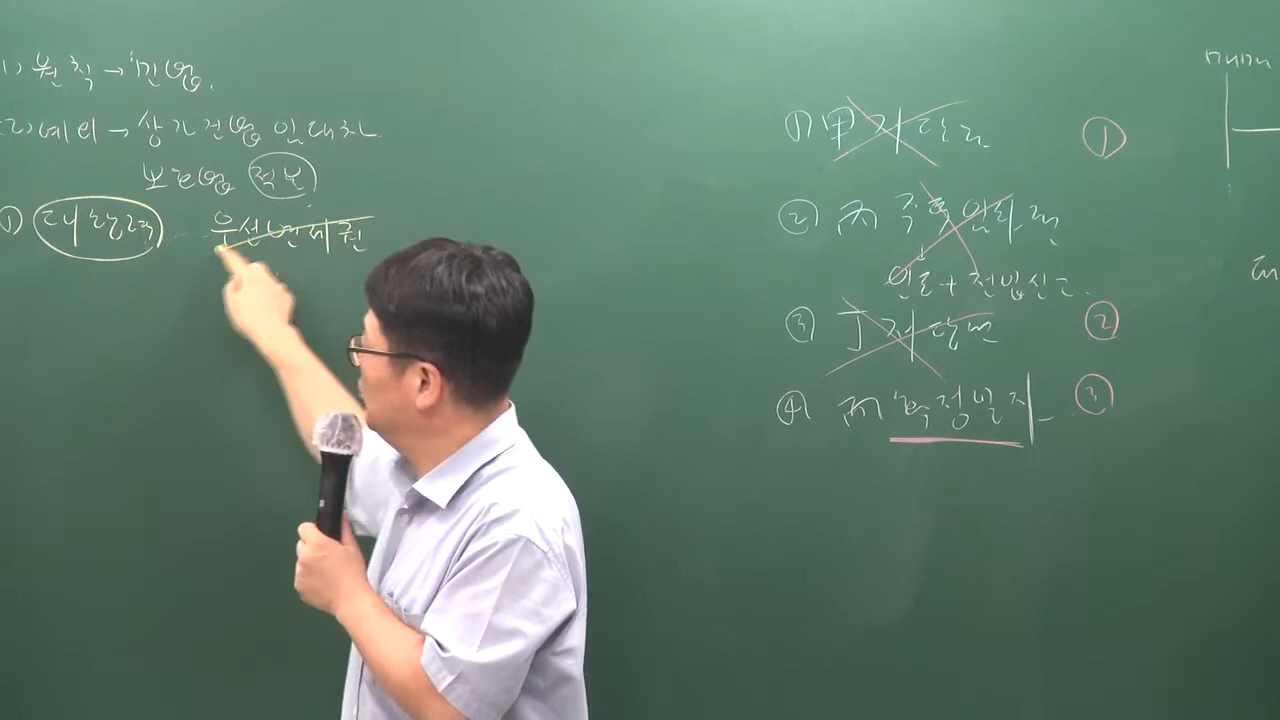 1) 원칙 → 민법.
(2) 예외 → 상가건물임대차
보호법 적보
① 대항력 우선변제권
① 甲 저당권 ①
② 丙 주택임차권
인도 + 전입신고.
③ 丁 저당권 ②
④ 丙 확정일자 ③
매매